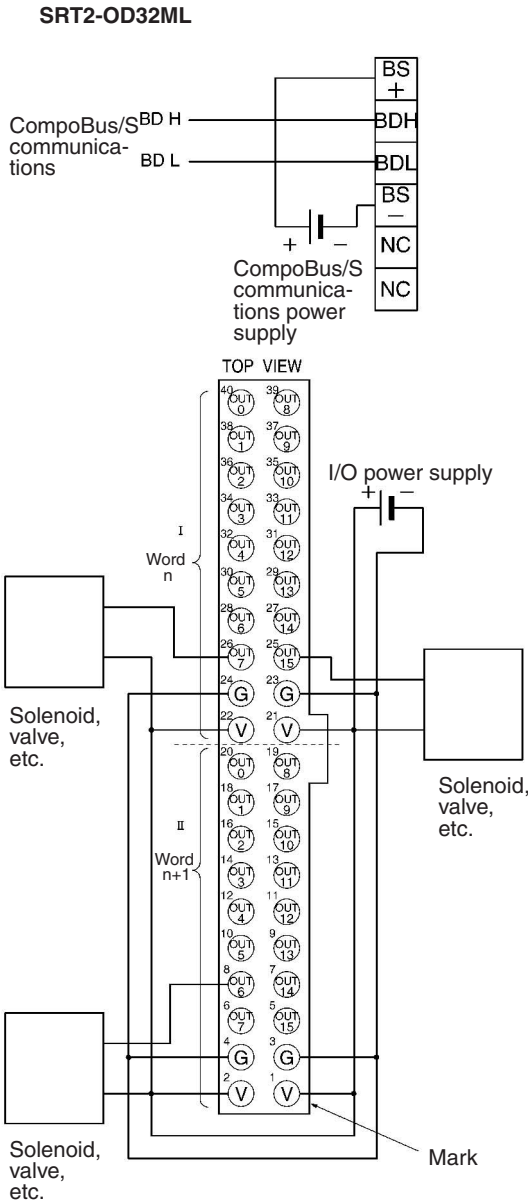 SRT2-OD32ML
BS
+
BDH
BDL
BS
−
NC
NC
CompoBus/S
communica-
tions
BD H
BD L
+ −
CompoBus/S
communica-
tions power
supply
TOP VIEW
40 OUT 0 39 OUT 8
38 OUT 1 37 OUT 9
36 OUT 2 35 OUT 10
34 OUT 3 33 OUT 11
32 OUT 4 31 OUT 12
30 OUT 5 29 OUT 13
28 OUT 6 27 OUT 14
26 OUT 7 25 OUT 15
24 G 23 G
22 V 21 V
20 OUT 0 19 OUT 8
18 OUT 1 17 OUT 9
16 OUT 2 15 OUT 10
14 OUT 3 13 OUT 11
12 OUT 4 11 OUT 12
10 OUT 5 9 OUT 13
8 OUT 6 7 OUT 14
6 OUT 7 5 OUT 15
4 G 3 G
2 V 1 V
I
Word
n
II
Word
n+1
I/O power supply
+ −
Solenoid,
valve,
etc.
Solenoid,
valve,
etc.
Solenoid,
valve,
etc.
Mark